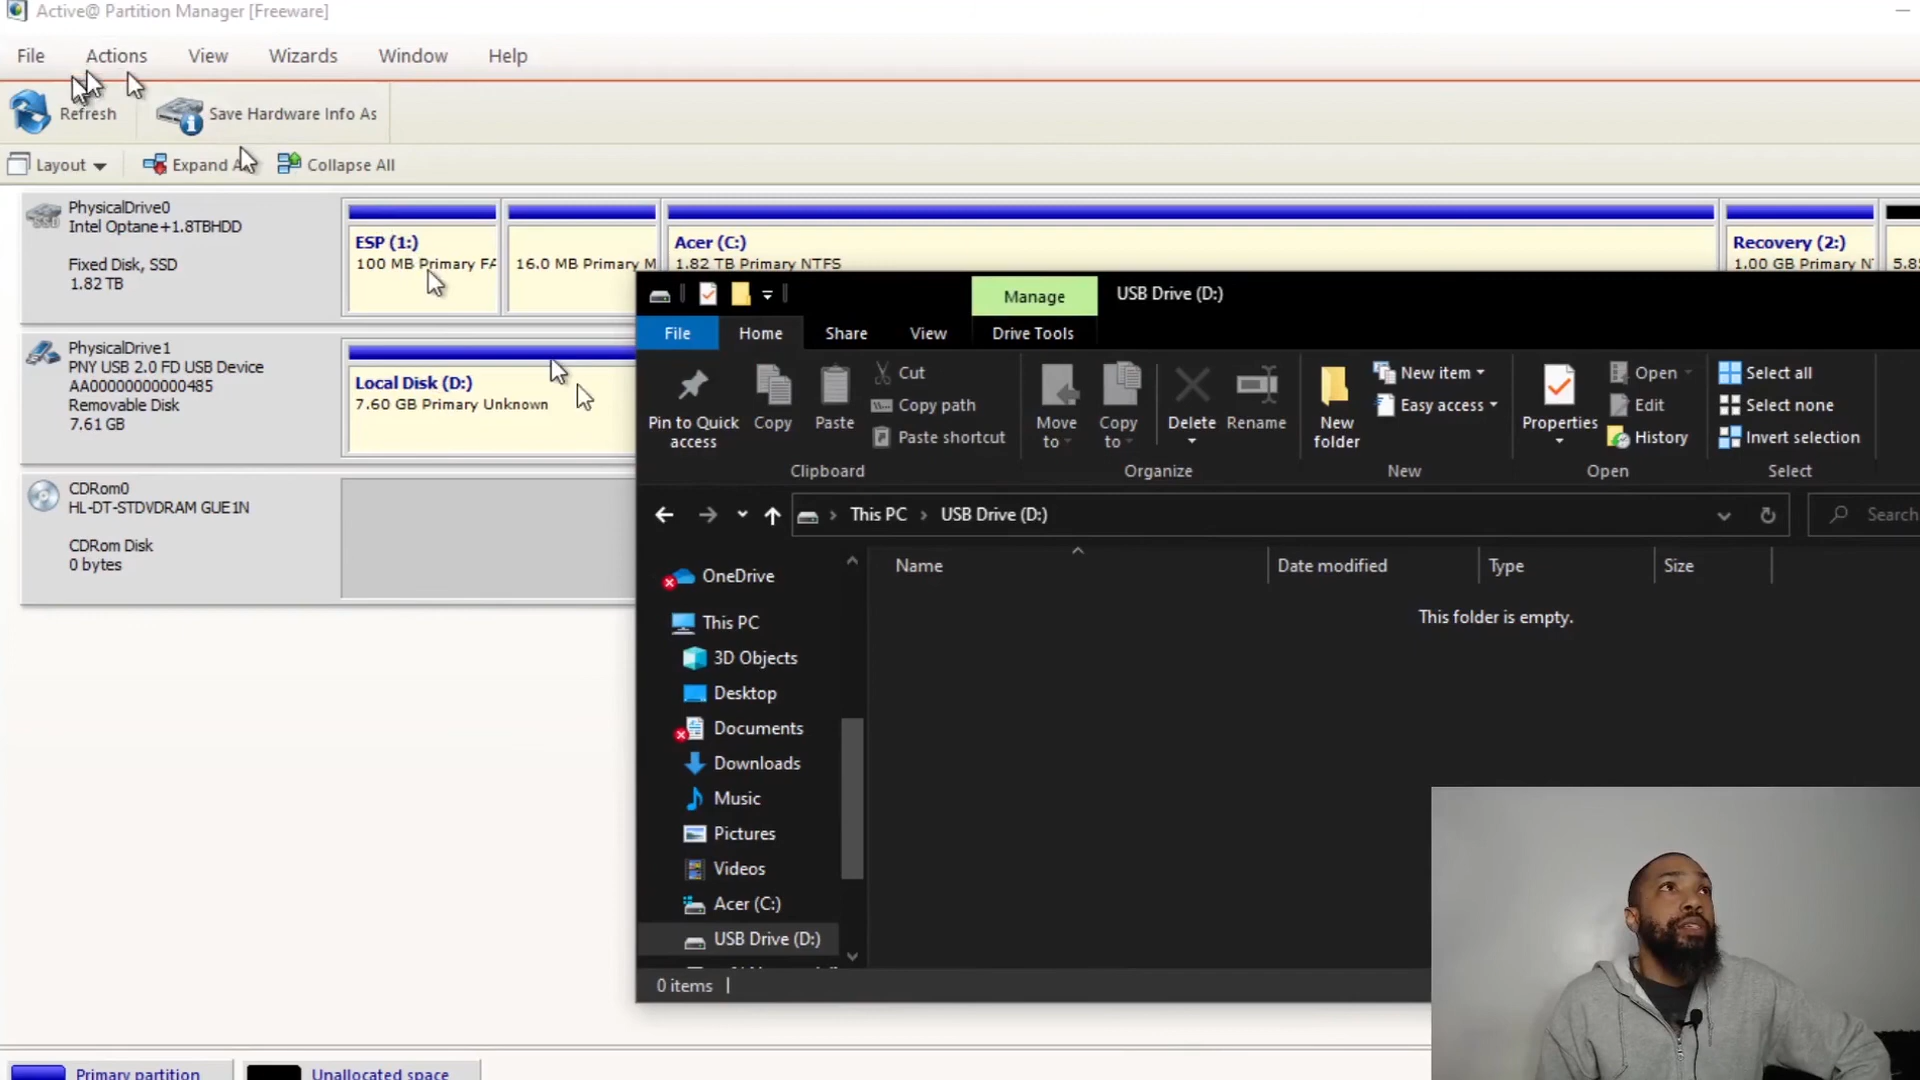 Active@ Partition Manager [Freeware]
File Actions View Wizards Window Help
Refresh Save Hardware Info As
Layout Expand Collapse All
PhysicalDrive0
Intel Optane+1.8TBHDD
Fixed Disk, SSD
1.82 TB
ESP (1:)
100 MB Primary FA
16.0 MB Primary M
Acer (C:)
1.82 TB Primary NTFS
Recovery (2:)
1.00 GB Primary N
5.8
PhysicalDrive1
PNY USB 2.0 FD USB Device
AA00000000000485
Removable Disk
7.61 GB
Local Disk (D:)
7.60 GB Primary Unknown
CDRom0
HL-DT-STDVDRAM GUE1N
CDRom Disk
0 bytes
Manage USB Drive (D:)
File Home Share View Drive Tools
Pin to Quick access
Copy
Paste
Cut
Copy path
Paste shortcut
Clipboard
Move to
Copy to
Delete
Rename
Organize
New folder
New item
Easy access
New
Properties
Open
Edit
History
Open
Select all
Select none
Invert selection
Select
This PC > USB Drive (D:)
Search
Name Date modified Type Size
This folder is empty.
OneDrive
This PC
3D Objects
Desktop
Documents
Downloads
Music
Pictures
Videos
Acer (C:)
USB Drive (D:)
0 items
Primary partition Unallocated space